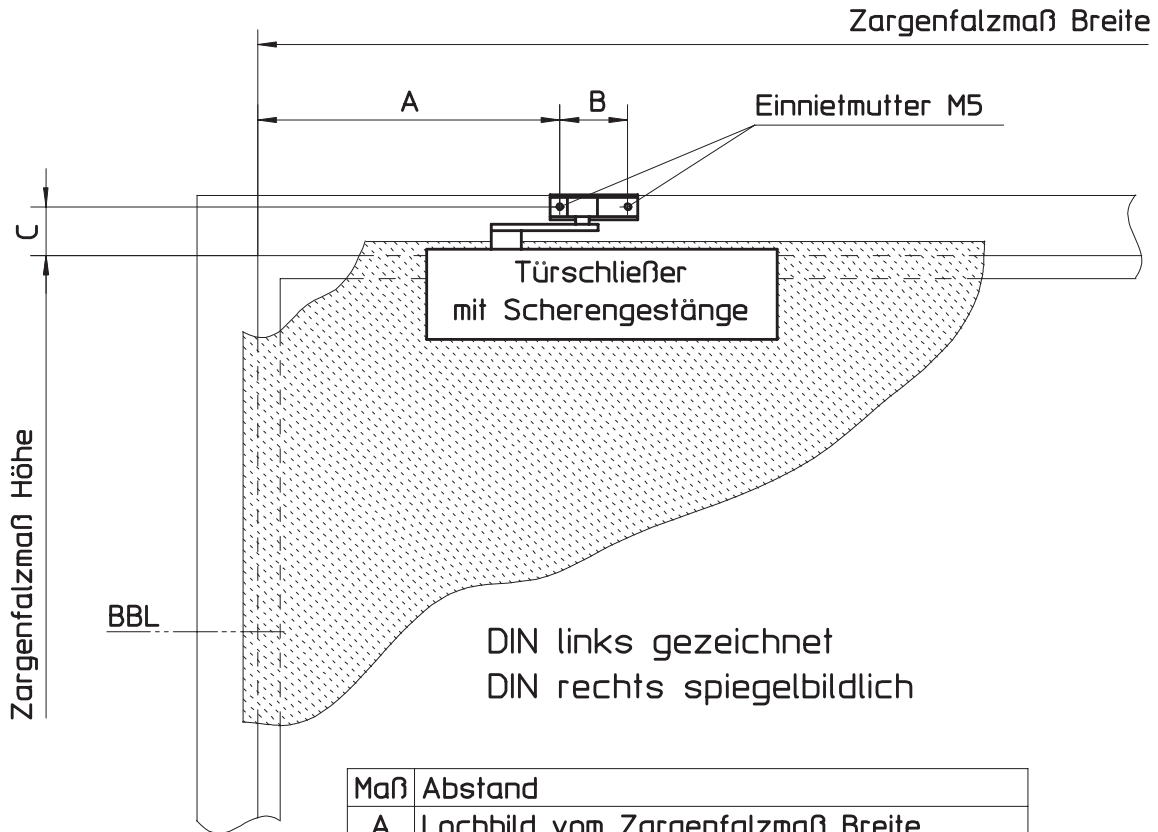 Zargenfalzmaß Breite
A
B
Einnietmutter M5
C
Türschließer
mit Scherengestänge
Zargenfalzmaß Höhe
BBL
DIN links gezeichnet
DIN rechts spiegelbildlich
Maß Abstand
A Lochbild vom Zargenfalzmaß Breite